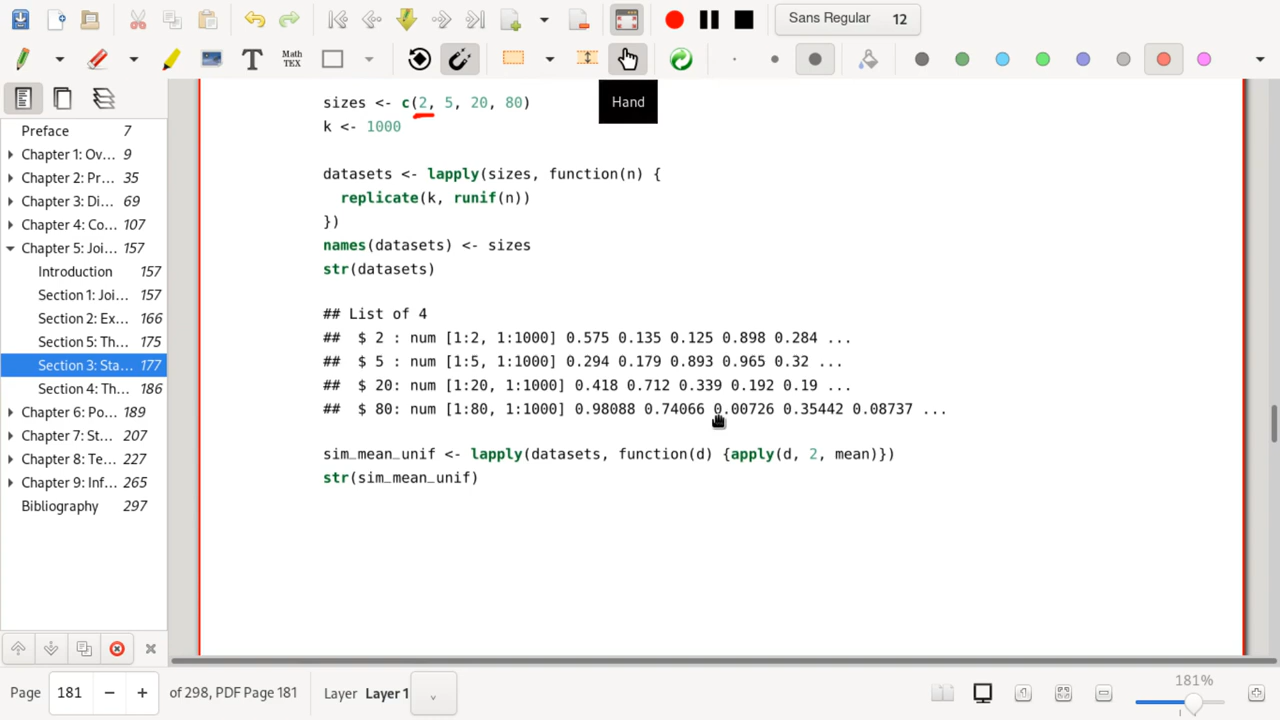 Sans Regular 12
Math
TEX
Hand
Preface 7
Chapter 1: Ov... 9
Chapter 2: Pr... 35
Chapter 3: Di... 69
Chapter 4: Co... 107
Chapter 5: Joi... 157
Introduction 157
Section 1: Joi... 157
Section 2: Ex... 166
Section 5: Th... 175
Section 3: Sta... 177
Section 4: Th... 186
Chapter 6: Po... 189
Chapter 7: St... 207
Chapter 8: Te... 227
Chapter 9: Inf... 265
Bibliography 297
sizes <- c(2, 5, 20, 80)
k <- 1000
datasets <- lapply(sizes, function(n) {
replicate(k, runif(n))
})
names(datasets) <- sizes
str(datasets)
## List of 4
## $ 2 : num [1:2, 1:1000] 0.575 0.135 0.125 0.898 0.284 ...
## $ 5 : num [1:5, 1:1000] 0.294 0.179 0.893 0.965 0.32 ...
## $ 20: num [1:20, 1:1000] 0.418 0.712 0.339 0.192 0.19 ...
## $ 80: num [1:80, 1:1000] 0.98088 0.74066 0.00726 0.35442 0.08737 ...
sim_mean_unif <- lapply(datasets, function(d) {apply(d, 2, mean)})
str(sim_mean_unif)
Page 181 of 298, PDF Page 181 Layer Layer 1 181%